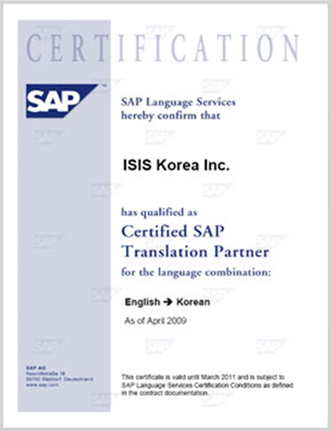 CERTIFICATION
SAP™
SAP Language Services
hereby confirm that
ISIS Korea Inc.
has qualified as
Certified SAP
Translation Partner
for the language combination:
English → Korean
As of April 2009
SAP AG
Neurottstraße 16
69190 Walldorf, Deutschland
www.sap.com
This certificate is valid until March 2011 and is subject to
SAP Language Services Certification Conditions as defined
in the contract documentation.